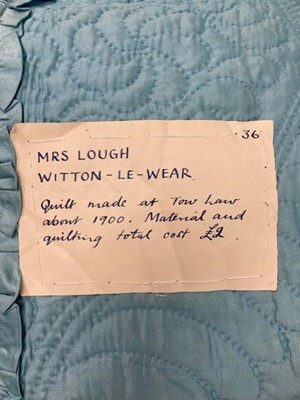 · 36
MRS LOUGH
WITTON-LE-WEAR
Quilt made at Tow Law
about 1900. Material and
quilting total cost £2